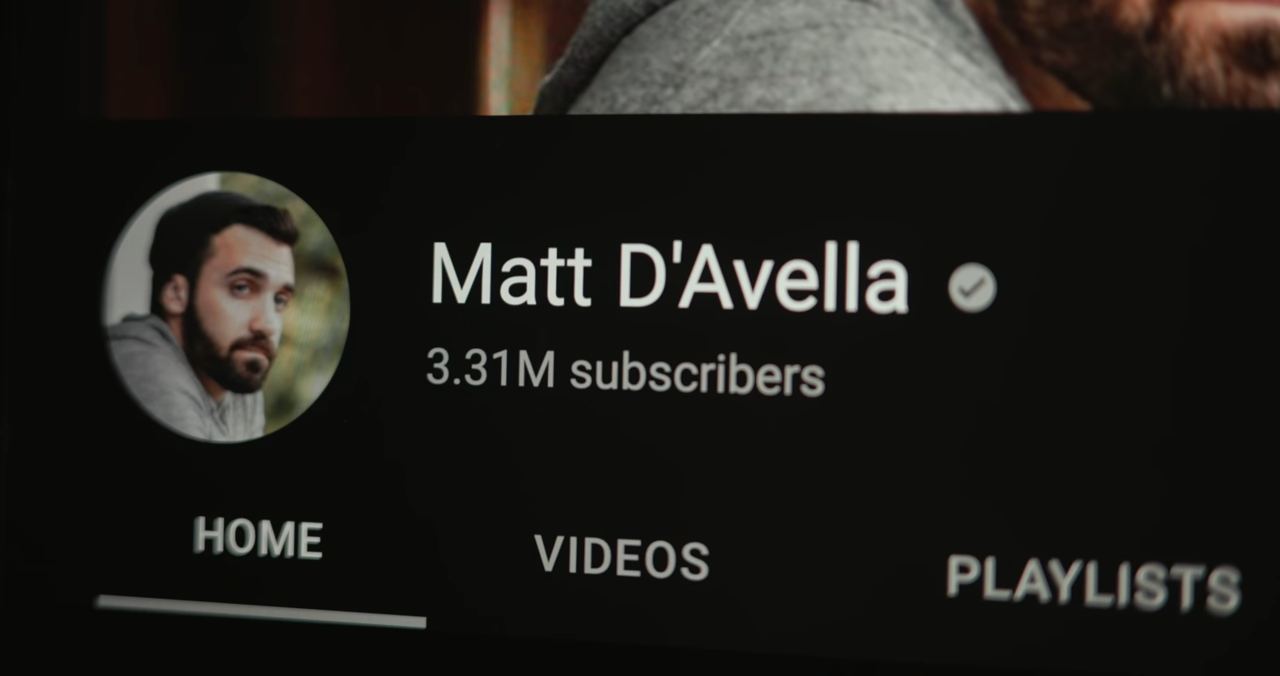 Matt D'Avella
3.31M subscribers
HOME
VIDEOS
PLAYLISTS